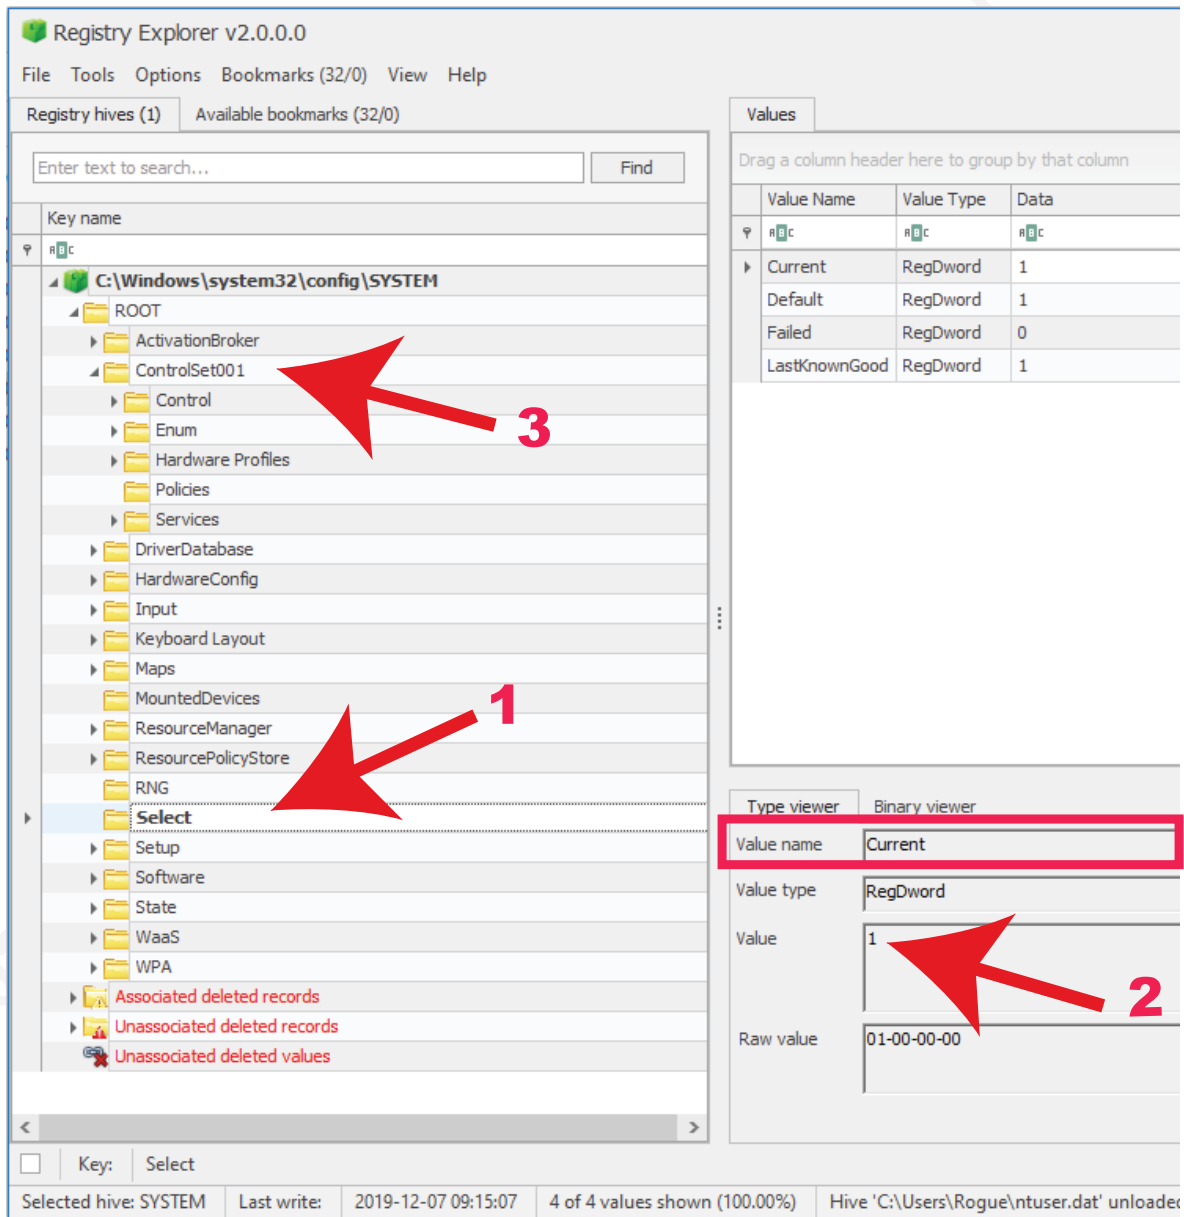 Registry Explorer v2.0.0.0
File Tools Options Bookmarks (32/0) View Help
Registry hives (1) Available bookmarks (32/0)
Enter text to search... Find
Key name
ABC
C:\Windows\system32\config\SYSTEM
ROOT
ActivationBroker
ControlSet001
Control
3
Enum
Hardware Profiles
Policies
Services
DriverDatabase
HardwareConfig
Input
Keyboard Layout
Maps
MountedDevices
1
ResourceManager
ResourcePolicyStore
RNG
Select
Setup
Software
State
WaaS
WPA
Associated deleted records
Unassociated deleted records
Unassociated deleted values
Values
Drag a column header here to group by that column
Value Name Value Type Data
ABC ABC ABC
Current RegDword 1
Default RegDword 1
Failed RegDword 0
LastKnownGood RegDword 1
Type viewer Binary viewer
Value name Current
Value type RegDword
Value 1
2
Raw value 01-00-00-00
Key: Select
Selected hive: SYSTEM Last write: 2019-12-07 09:15:07 4 of 4 values shown (100.00%) Hive 'C:\Users\Rogue\ntuser.dat' unloaded